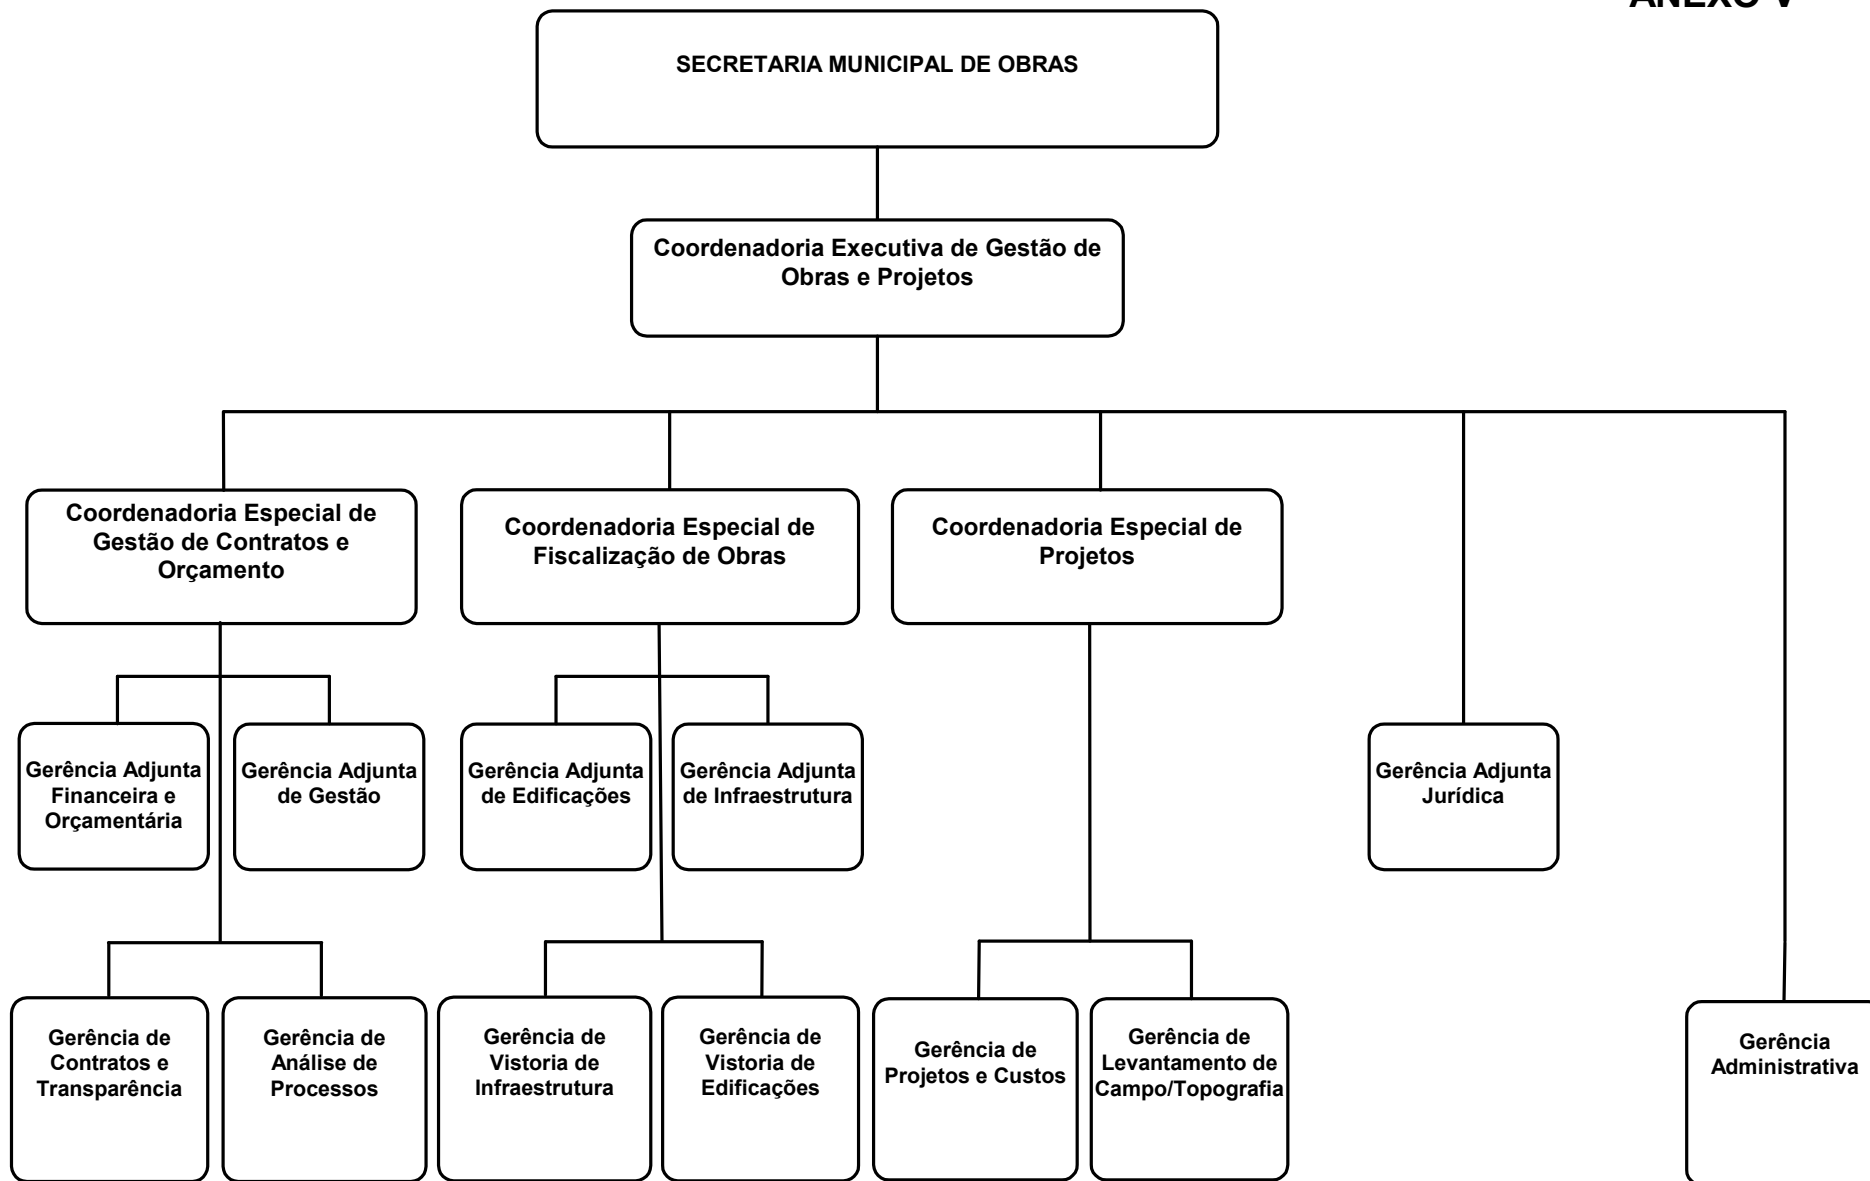 ANEXO V
SECRETARIA MUNICIPAL DE OBRAS
Coordenadoria Executiva de Gestão de
Obras e Projetos
Coordenadoria Especial de
Gestão de Contratos e
Orçamento
Coordenadoria Especial de
Fiscalização de Obras
Coordenadoria Especial de
Projetos
Gerência Adjunta
Financeira e
Orçamentária
Gerência Adjunta
de Gestão
Gerência Adjunta
de Edificações
Gerência Adjunta
de Infraestrutura
Gerência Adjunta
Jurídica
Gerência de
Contratos e
Transparência
Gerência de
Análise de
Processos
Gerência de
Vistoria de
Infraestrutura
Gerência de
Vistoria de
Edificações
Gerência de
Projetos e Custos
Gerência de
Levantamento de
Campo/Topografia
Gerência
Administrativa